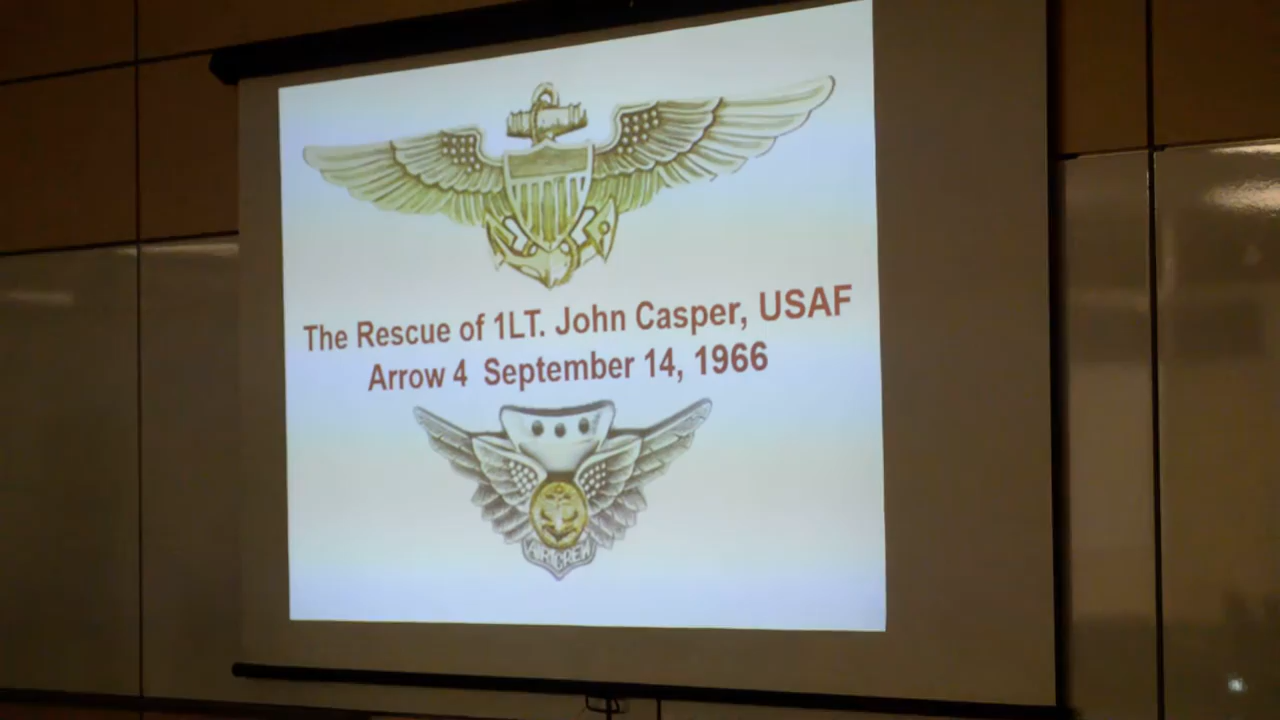 The Rescue of 1LT. John Casper, USAF
Arrow 4 September 14, 1966
AIRCREW